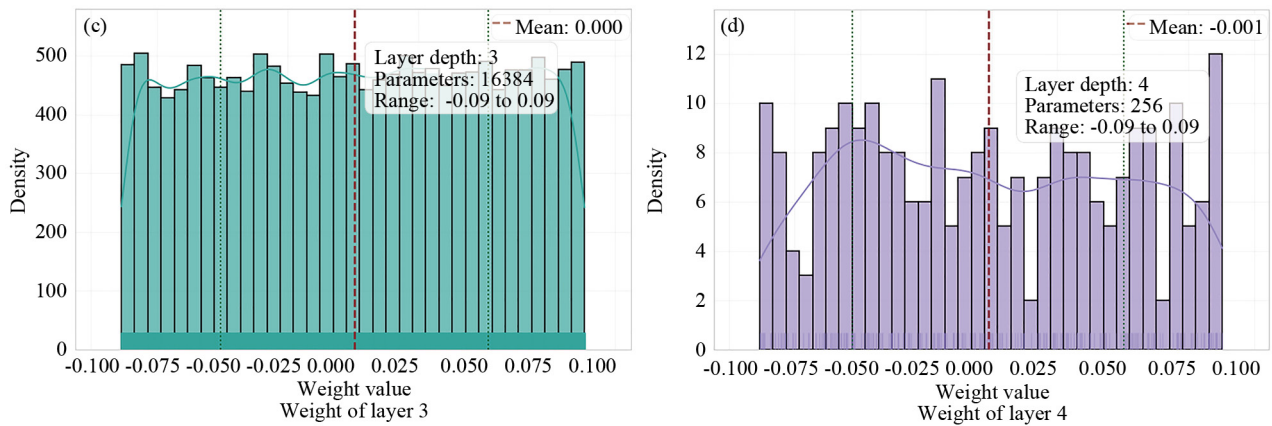 (c)
Mean: 0.000
Layer depth: 3
Parameters: 16384
Range: -0.09 to 0.09
500
400
300
200
100
0
Density
-0.100 -0.075 -0.050 -0.025 0.000 0.025 0.050 0.075 0.100
Weight value
Weight of layer 3
(d)
Mean: -0.001
Layer depth: 4
Parameters: 256
Range: -0.09 to 0.09
12
10
8
6
4
2
0
Density
-0.100 -0.075 -0.050 -0.025 0.000 0.025 0.050 0.075 0.100
Weight value
Weight of layer 4